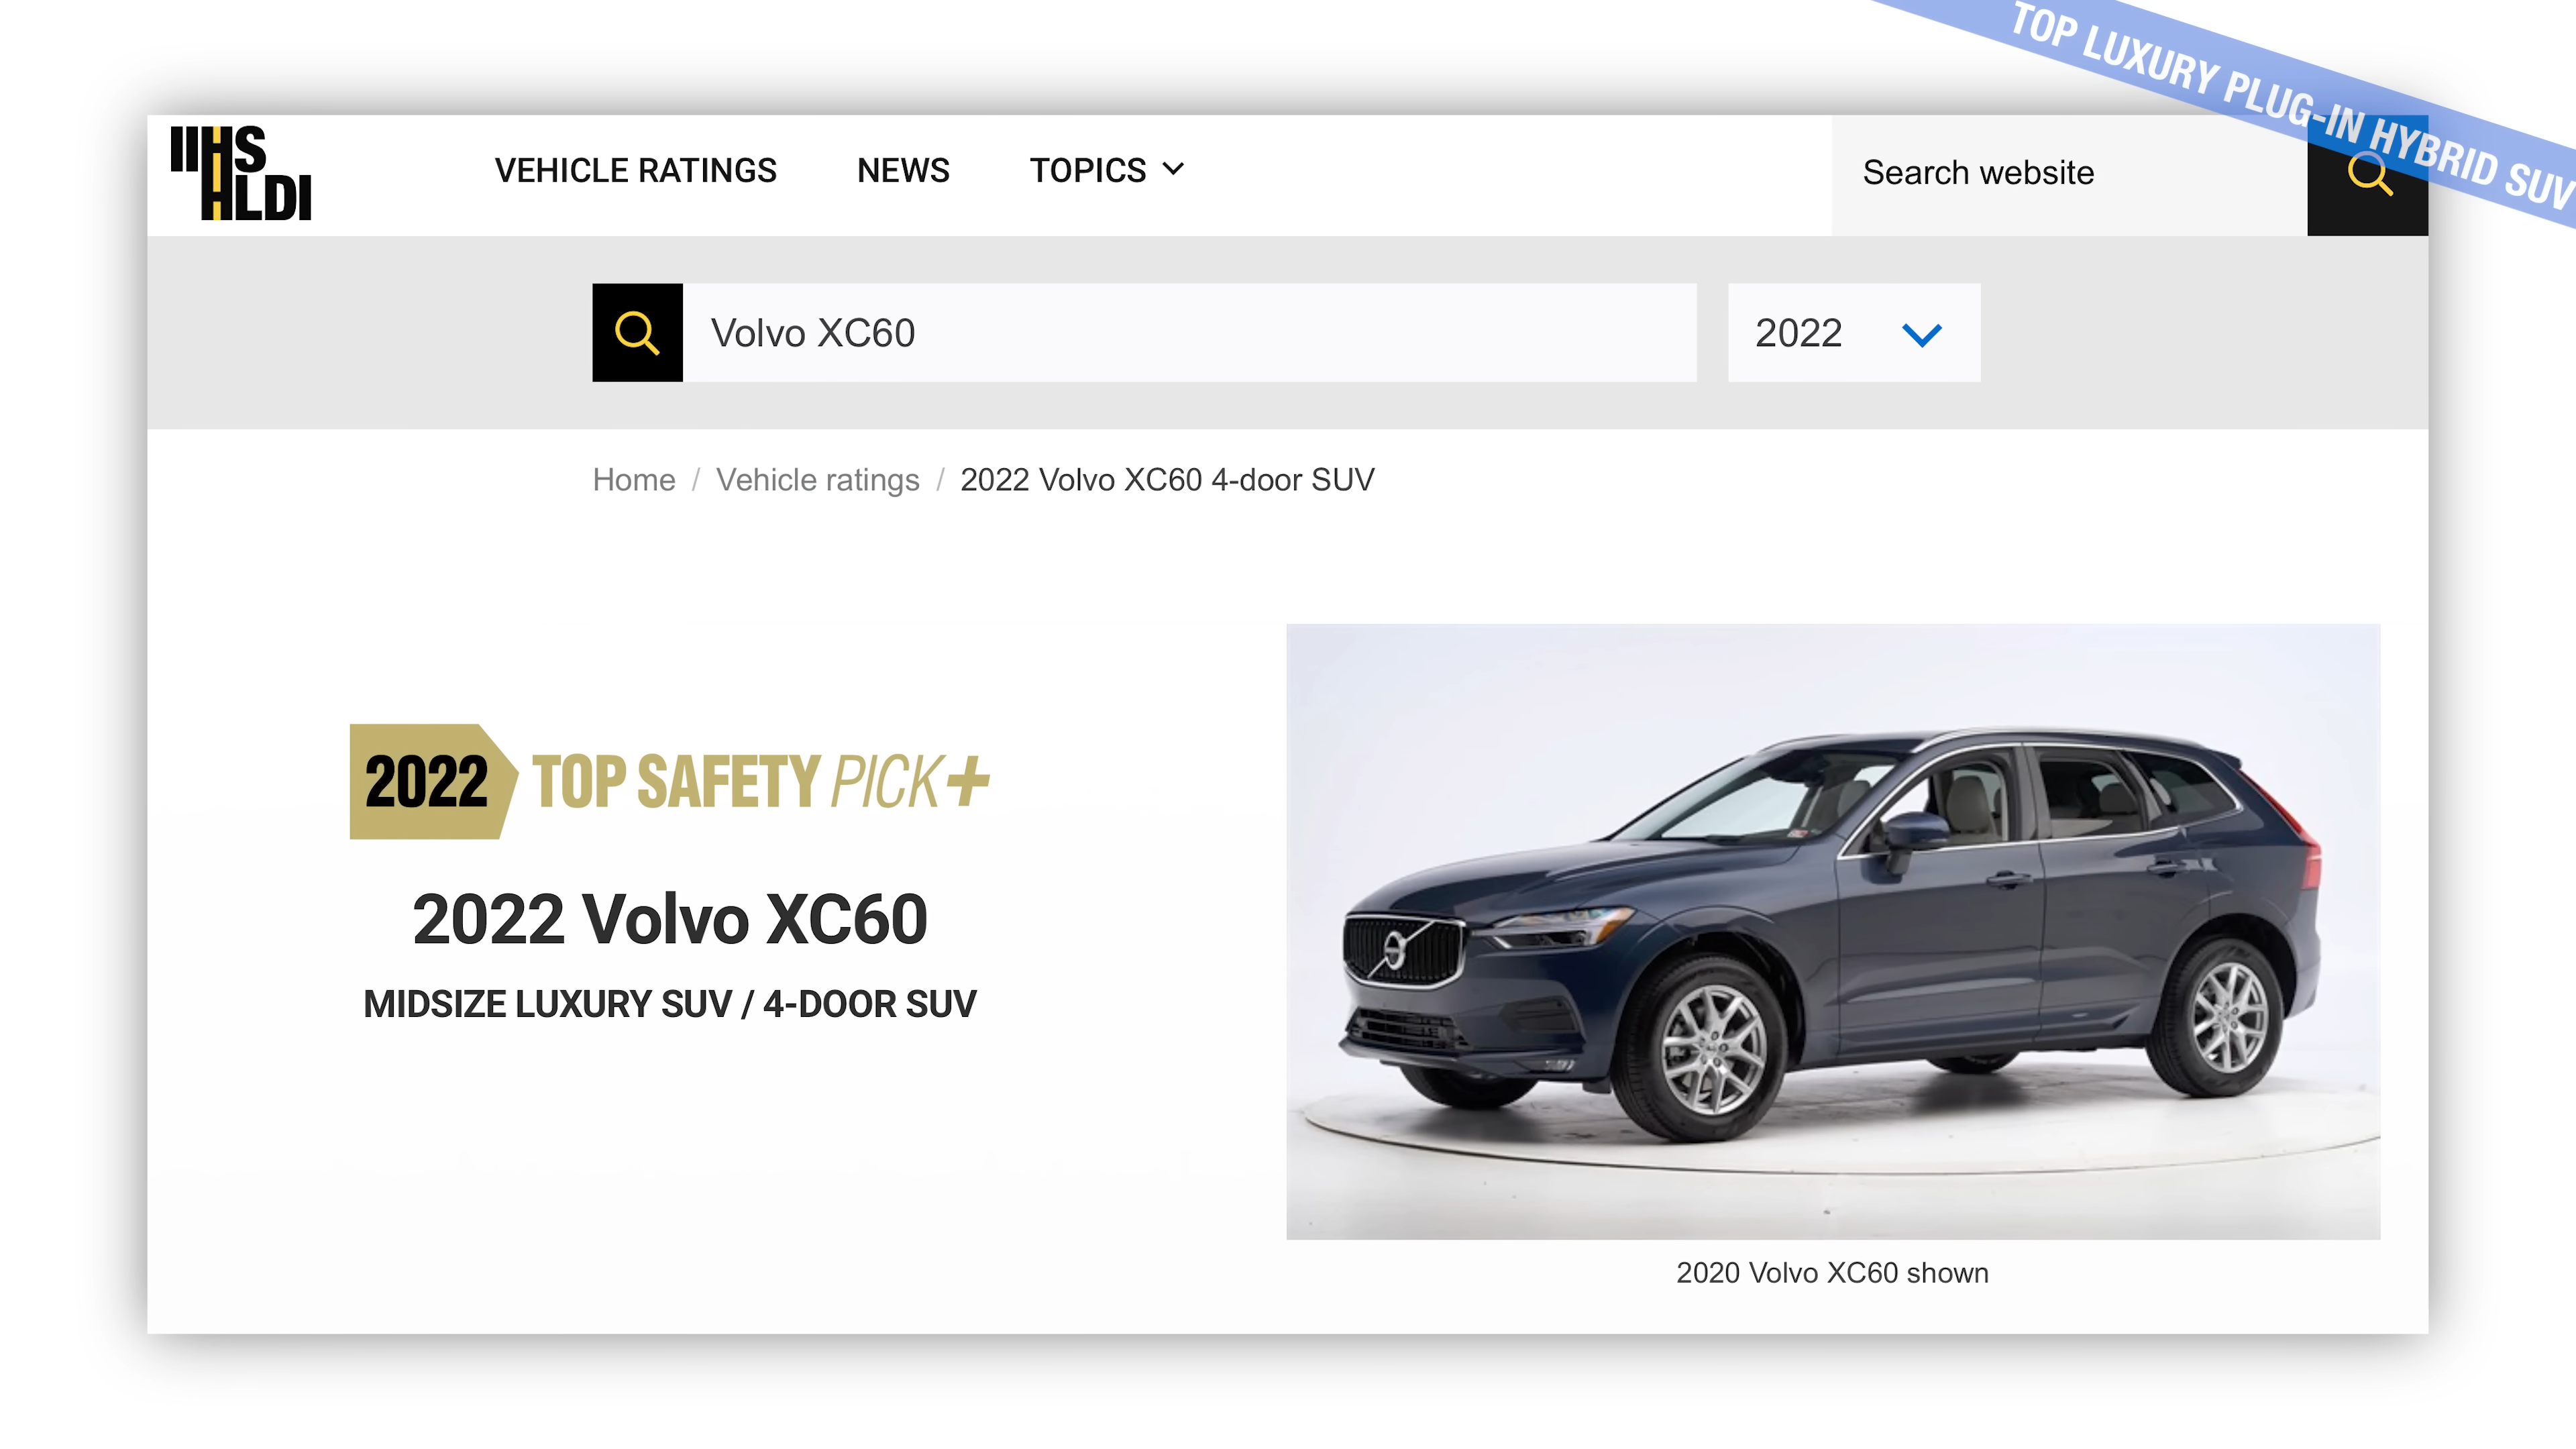 TOP LUXURY PLUG-IN HYBRID SUV
IIHS
HLDI
VEHICLE RATINGS
NEWS
TOPICS
Search website
Volvo XC60
2022
Home / Vehicle ratings / 2022 Volvo XC60 4-door SUV
2022 TOP SAFETY PICK+
2022 Volvo XC60
MIDSIZE LUXURY SUV / 4-DOOR SUV
2020 Volvo XC60 shown